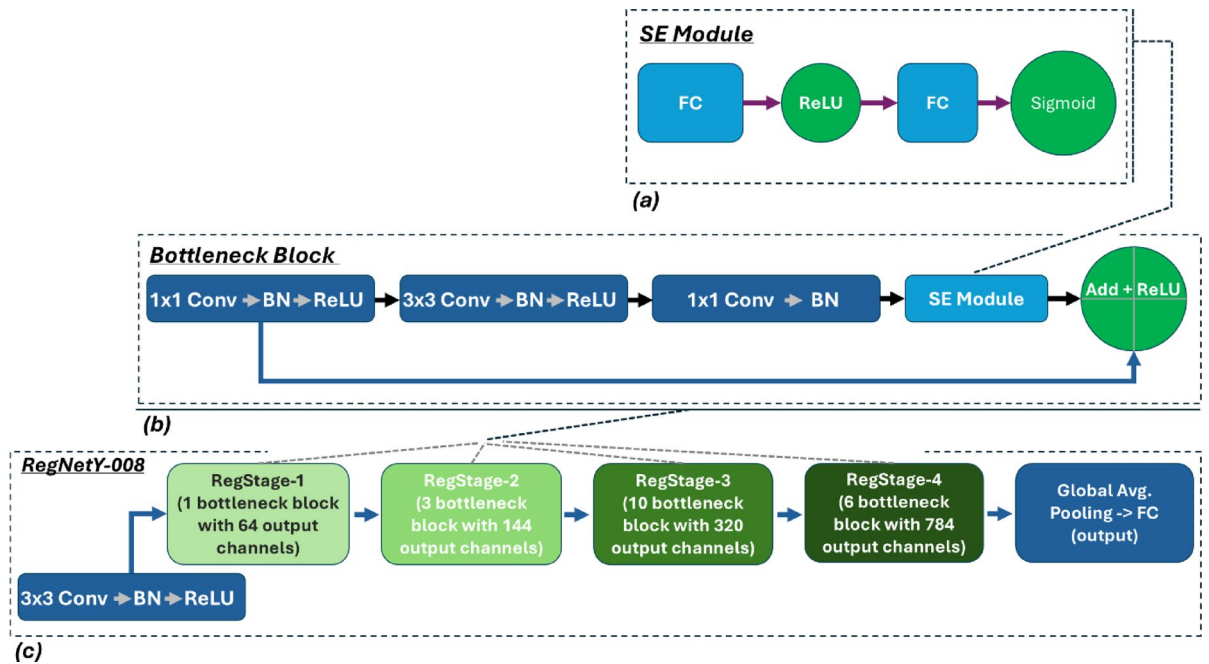 SE Module
FC
ReLU
FC
Sigmoid
(a)
Bottleneck Block
1x1 Conv BN ReLU
3x3 Conv BN ReLU
1x1 Conv BN
SE Module
Add + ReLU
(b)
RegNetY-008
RegStage-1
(1 bottleneck block
with 64 output
channels)
RegStage-2
(3 bottleneck
block with 144
output channels)
RegStage-3
(10 bottleneck
block with 320
output channels)
RegStage-4
(6 bottleneck
block with 784
output channels)
Global Avg.
Pooling -> FC
(output)
3x3 Conv BN ReLU
(c)